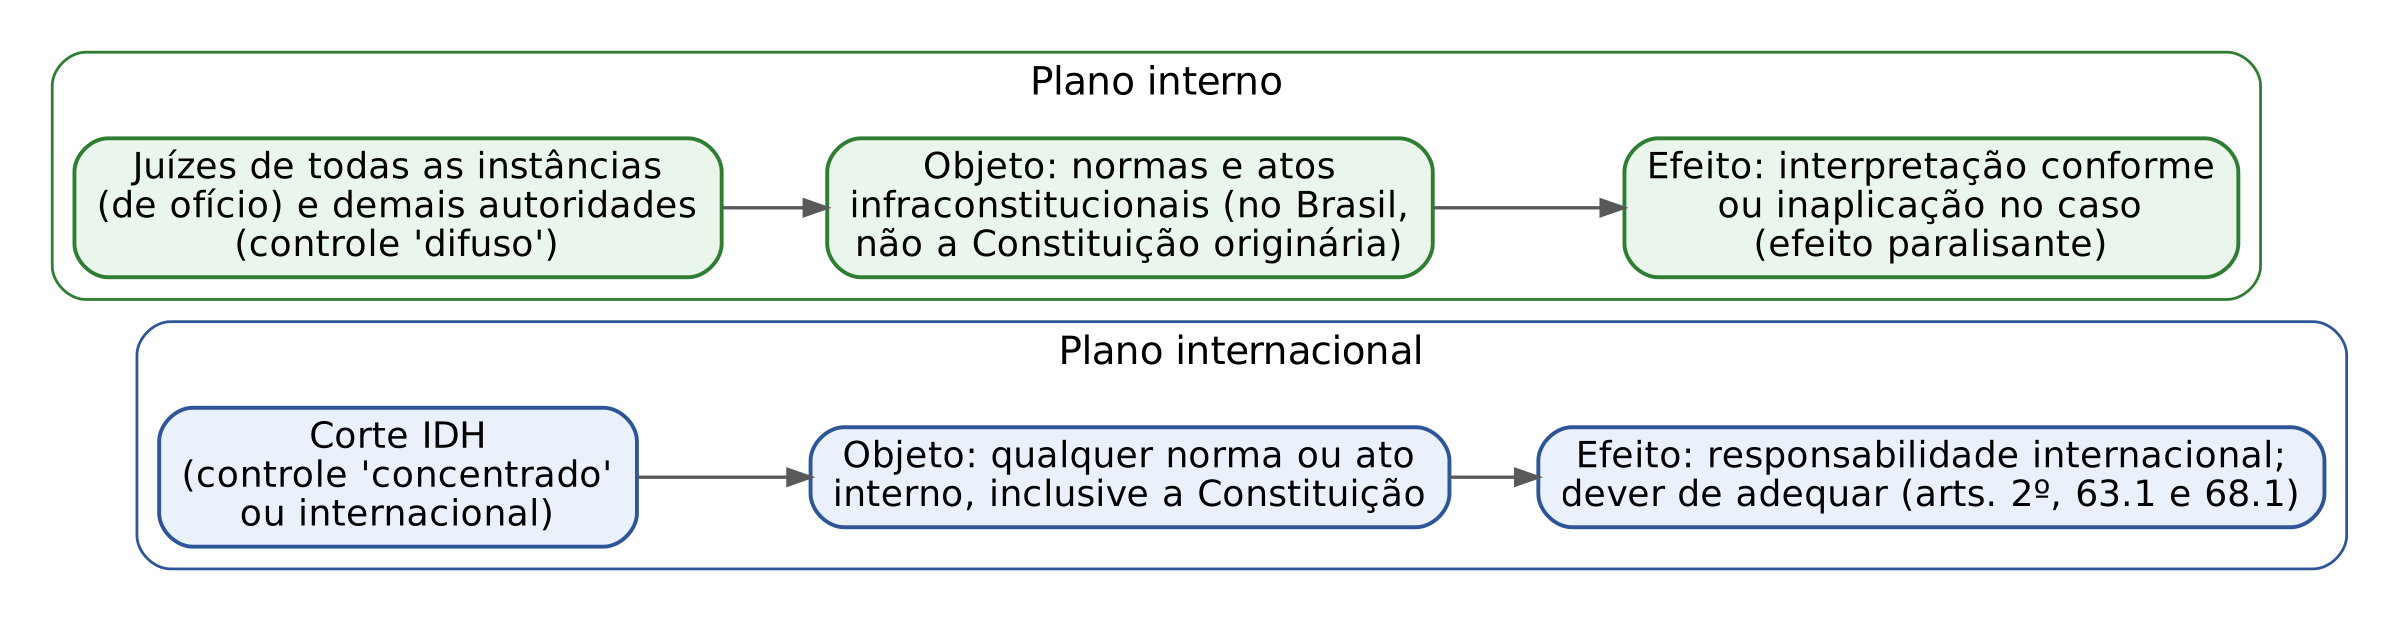 Plano interno
Juízes de todas as instâncias
(de ofício) e demais autoridades
(controle 'difuso')
Objeto: normas e atos
infraconstitucionais (no Brasil,
não a Constituição originária)
Efeito: interpretação conforme
ou inaplicação no caso
(efeito paralisante)
Plano internacional
Corte IDH
(controle 'concentrado'
ou internacional)
Objeto: qualquer norma ou ato
interno, inclusive a Constituição
Efeito: responsabilidade internacional;
dever de adequar (arts. 2º, 63.1 e 68.1)